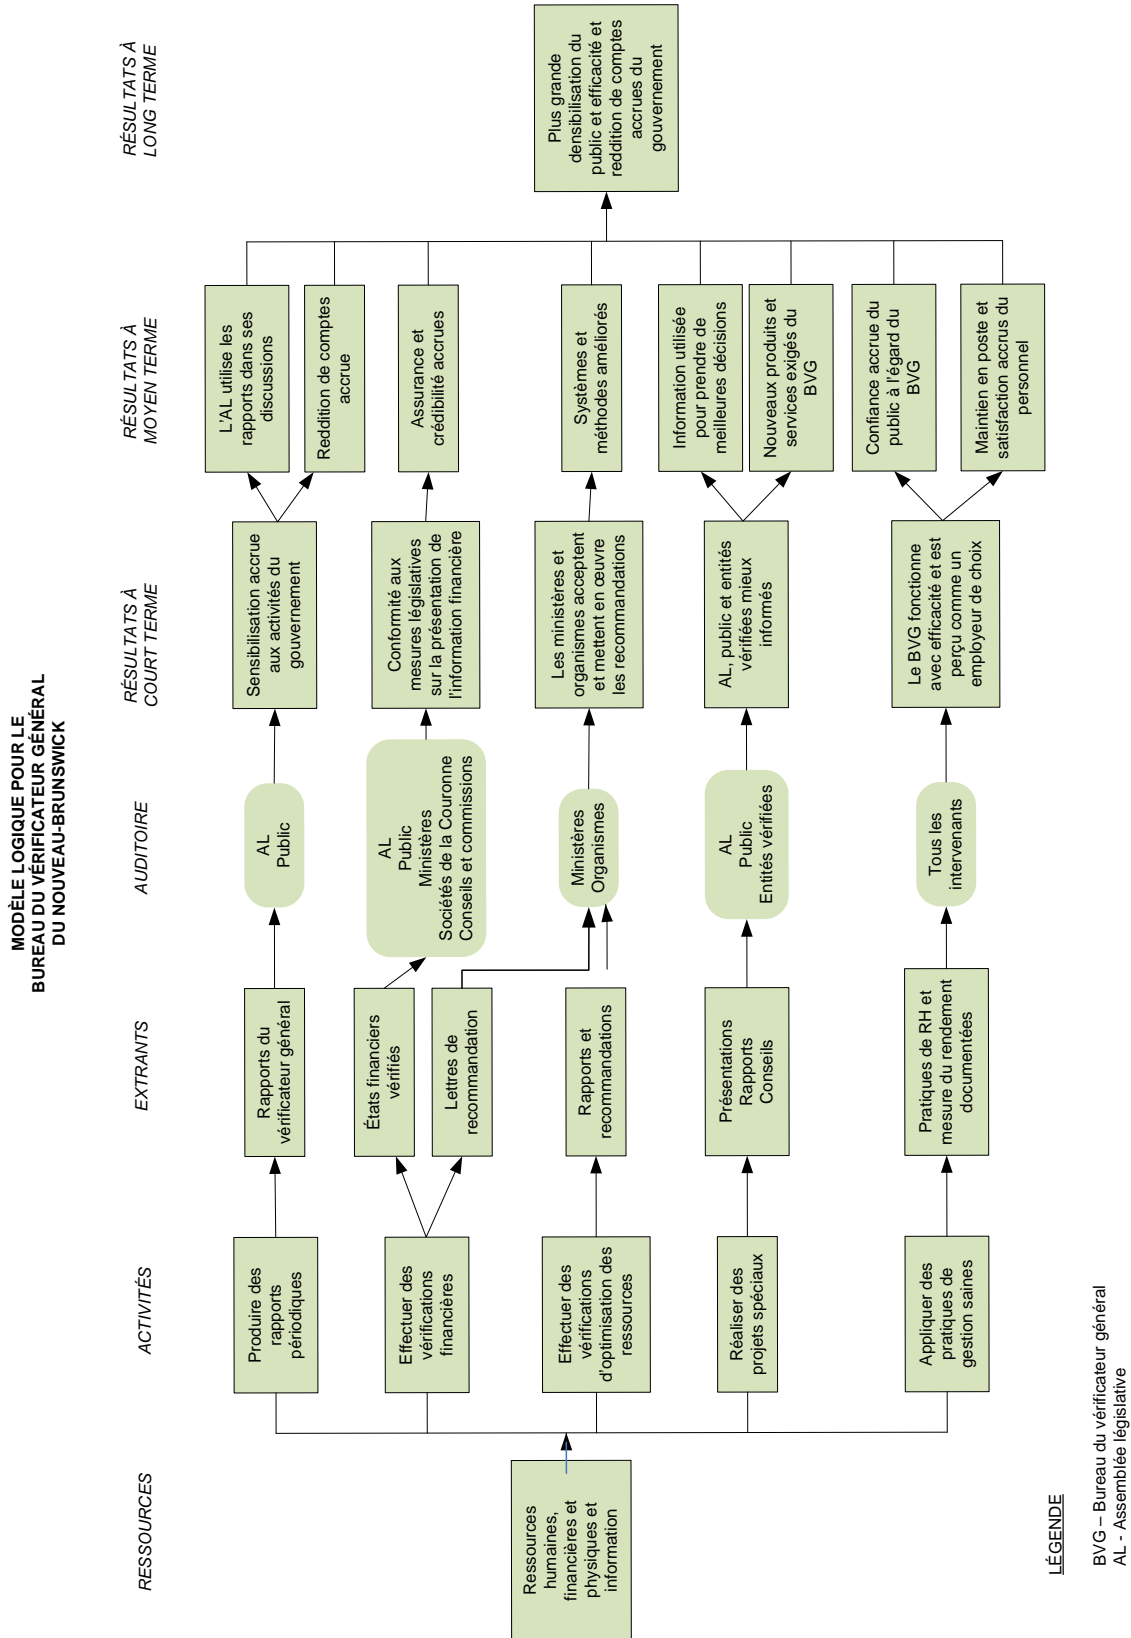 MODÈLE LOGIQUE POUR LE
BUREAU DU VÉRIFICATEUR GÉNÉRAL
DU NOUVEAU-BRUNSWICK
RESSOURCES
ACTIVITÉS
EXTRANTS
AUDITOIRE
RÉSULTATS À
COURT TERME
RÉSULTATS À
MOYEN TERME
RÉSULTATS À
LONG TERME
Ressources
humaines,
financières et
physiques et
information
Produire des
rapports
périodiques
Rapports du
vérificateur général
AL
Public
Sensibilisation accrue
aux activités du
gouvernement
L'AL utilise les
rapports dans ses
discussions
Reddition de comptes
accrue
Effectuer des
vérifications
financières
États financiers
vérifiés
Lettres de
recommandation
AL
Public
Ministères
Sociétés de la Couronne
Conseils et commissions
Conformité aux
mesures législatives
sur la présentation de
l'information financière
Assurance et
crédibilité accrues
Effectuer des
vérifications
d'optimisation des
ressources
Rapports et
recommandations
Ministères
Organismes
Les ministères et
organismes acceptent
et mettent en œuvre
les recommandations
Systèmes et
méthodes améliorés
Réaliser des
projets spéciaux
Présentations
Rapports
Conseils
AL
Public
Entités vérifiées
AL, public et entités
vérifiées mieux
informés
Information utilisée
pour prendre de
meilleures décisions
Nouveaux produits et
services exigés du
BVG
Appliquer des
pratiques de
gestion saines
Pratiques de RH et
mesure du rendement
documentées
Tous les
intervenants
Le BVG fonctionne
avec efficacité et est
perçu comme un
employeur de choix
Confiance accrue du
public à l'égard du
BVG
Maintien en poste et
satisfaction accrus du
personnel
Plus grande
densibilisation du
public et efficacité et
reddition de comptes
accrues du
gouvernement
LÉGENDE
BVG – Bureau du vérificateur général
AL - Assemblée législative